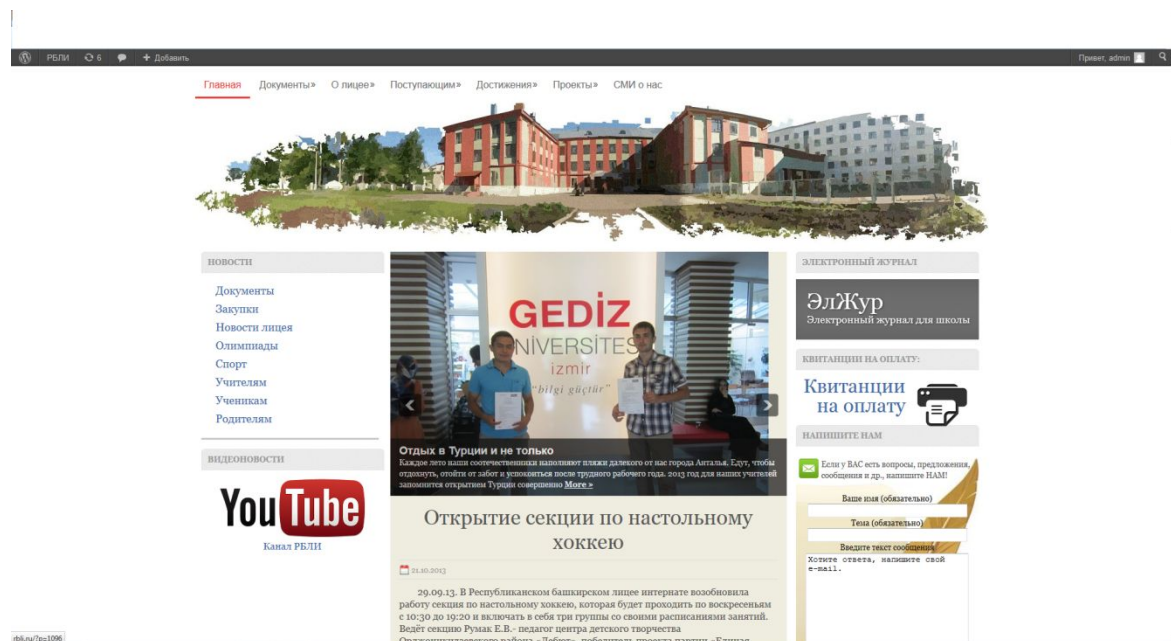 РБЛИ 6 + Добавить
Привет, admin
Главная Документы» О лицее» Поступающим» Достижения» Проекты» СМИ о нас
НОВОСТИ
Документы
Закупки
Новости лицея
Олимпиады
Спорт
Учителям
Ученикам
Родителям
ВИДЕОНОВОСТИ
YouTube
Канал РБЛИ
GEDİZ
ÜNİVERSİTES
izmir
"bilgi güçtür"
Отдых в Турции и не только
Каждое лето наши соотечественники наполняют пляжи далекого от нас города Анталья, Едут, чтобы
отдохнуть, отойти от забот и успокоиться после трудного рабочего года. 2013 год для наших учителей
запомнится открытием Турции совершенно More »
Открытие секции по настольному
хоккею
21.10.2013
29.09.13. В Республиканском башкирском лицее интернате возобновила
работу секция по настольному хоккею, которая будет проходить по воскресеньям
с 10:30 до 19:20 и включать в себя три группы со своими расписаниями занятий.
Ведёт секцию Румак Е.В.- педагог центра детского творчества
Орджоникидзевского района «Дебют», победитель проекта партии «Единая
ЭЛЕКТРОННЫЙ ЖУРНАЛ
ЭлЖур
Электронный журнал для школы
КВИТАНЦИИ НА ОПЛАТУ:
Квитанции
на оплату
НАПИШИТЕ НАМ
Если у ВАС есть вопросы, предложения,
сообщения и др., напишите НАМ!
Ваше имя (обязательно)
Тема (обязательно)
Введите текст сообщения
Хотите ответа, напишите свой
e-mail.
rbli.ru/?p=1096